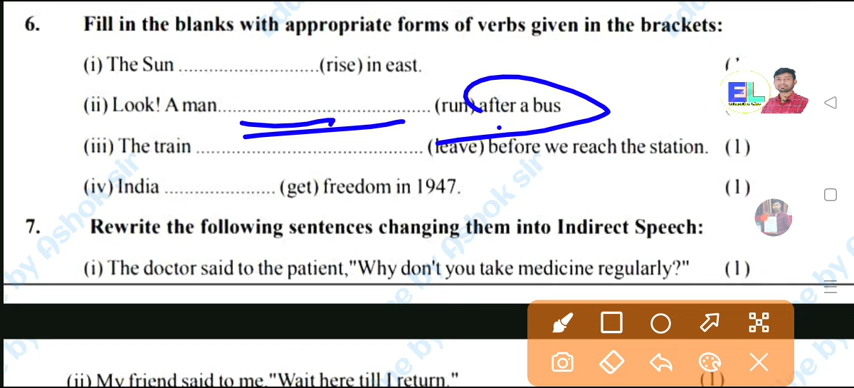 6. Fill in the blanks with appropriate forms of verbs given in the brackets:
(i) The Sun ............................(rise) in east.
(ii) Look! A man.......................................... (run) after a bus
EL
(iii) The train ............................................. (leave) before we reach the station. (1)
(iv) India ...................... (get) freedom in 1947. (1)
7. Rewrite the following sentences changing them into Indirect Speech:
(i) The doctor said to the patient,"Why don't you take medicine regularly?" (1)
(ii) My friend said to me."Wait here till I return." (1)
by Ashok sir